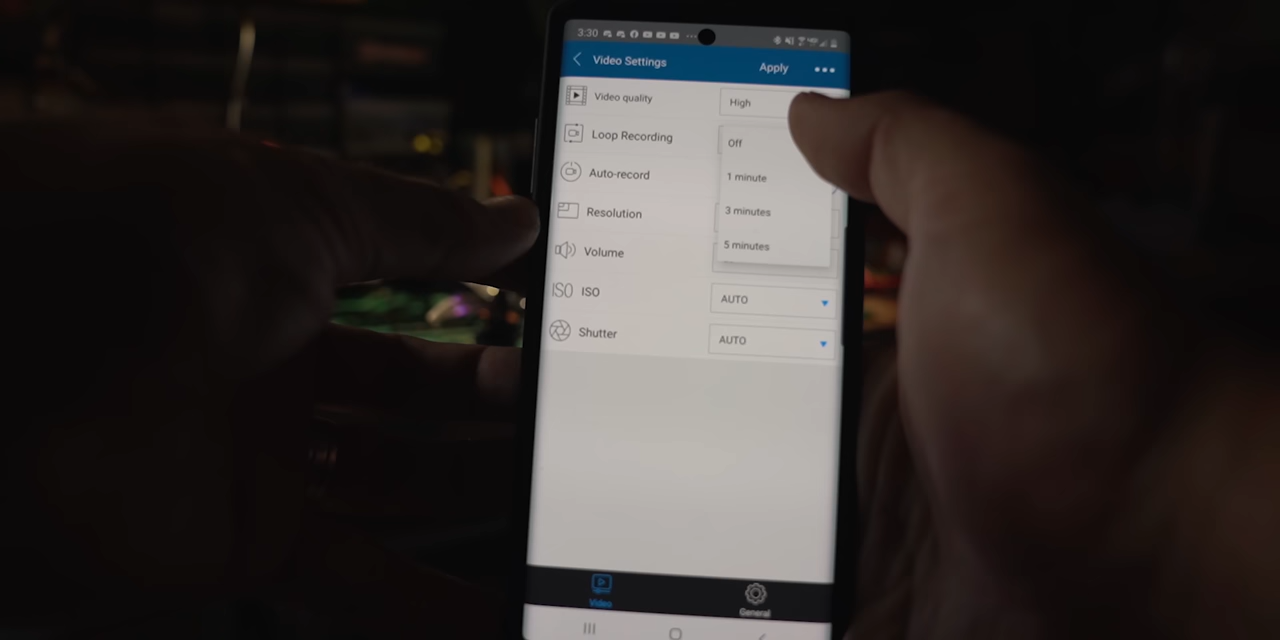 3:30
Video Settings
Apply
Video quality
High
Loop Recording
Off
1 minute
3 minutes
5 minutes
Auto-record
Resolution
Volume
ISO ISO
AUTO
Shutter
AUTO
Video
General